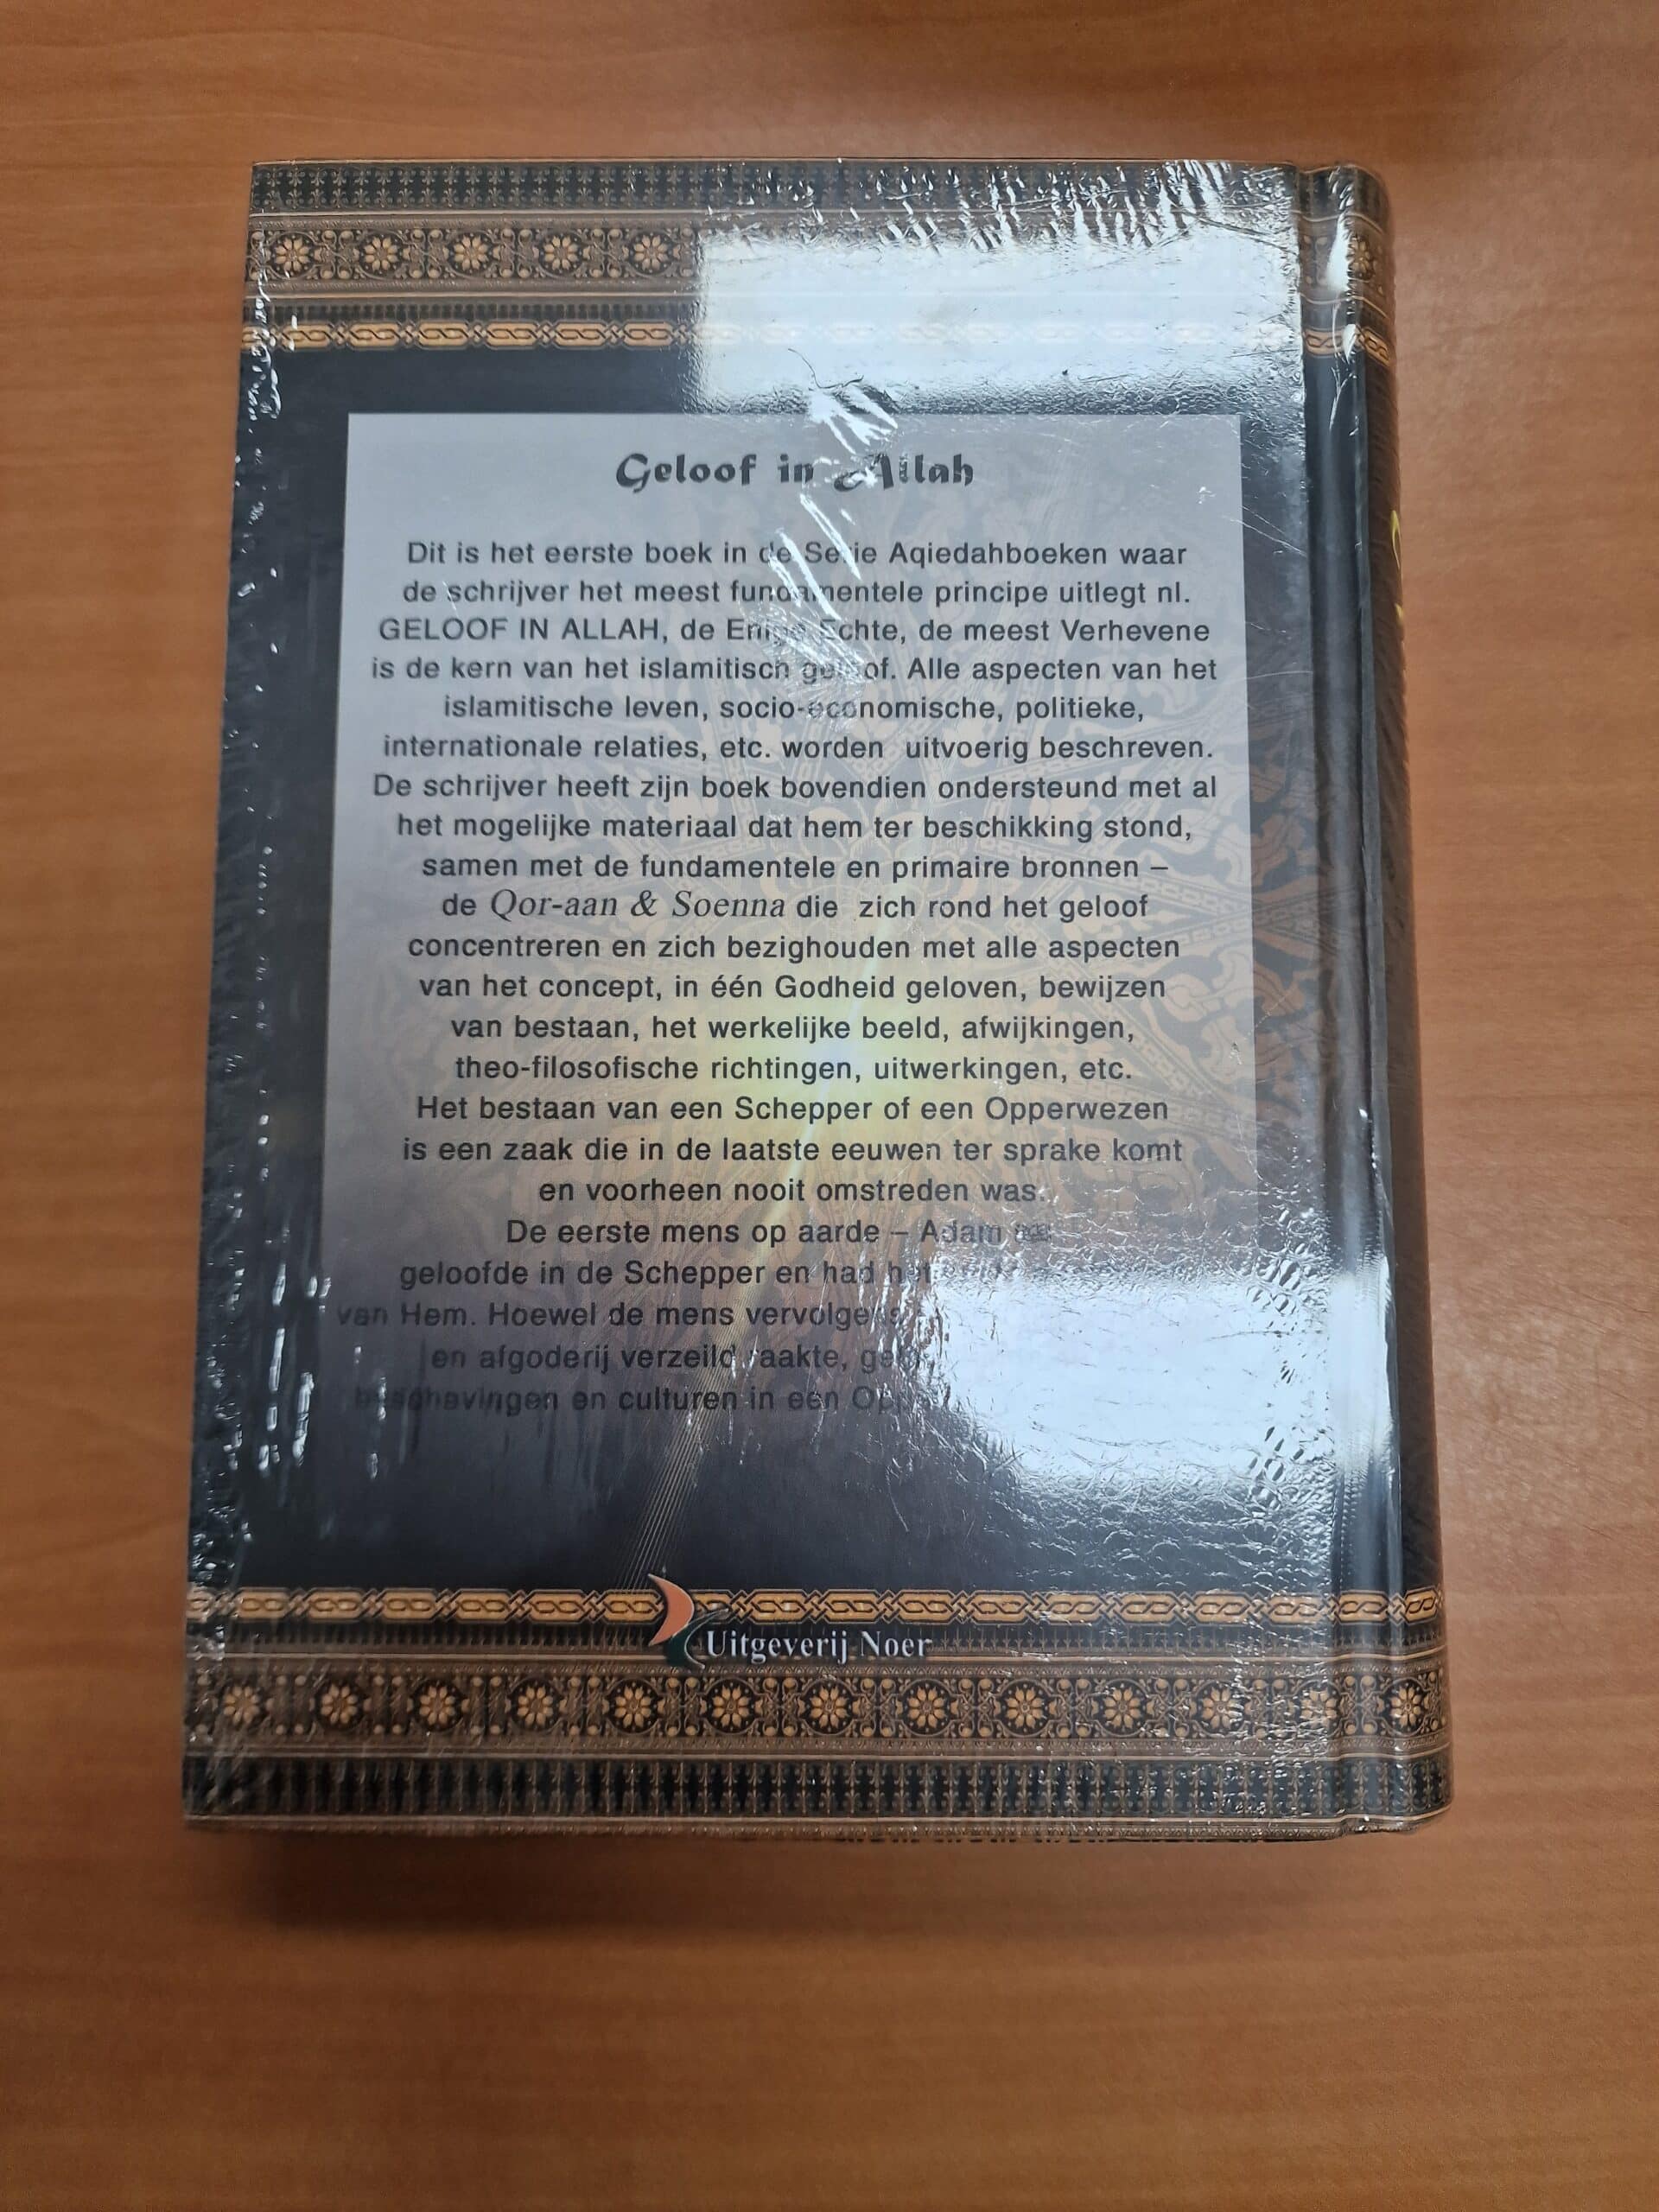 Geloof in Allah
Dit is het eerste boek in de Serie Aqiedahboeken waar
de schrijver het meest fundamentele principe uitlegt nl.
GELOOF IN ALLAH, de Enige Echte, de meest Verhevene
is de kern van het islamitisch geloof. Alle aspecten van het
islamitische leven, socio-economische, politieke,
internationale relaties, etc. worden uitvoerig beschreven.
De schrijver heeft zijn boek bovendien ondersteund met al
het mogelijke materiaal dat hem ter beschikking stond,
samen met de fundamentele en primaire bronnen –
de Qor-aan & Soenna die zich rond het geloof
concentreren en zich bezighouden met alle aspecten
van het concept, in één Godheid geloven, bewijzen
van bestaan, het werkelijke beeld, afwijkingen,
theo-filosofische richtingen, uitwerkingen, etc.
Het bestaan van een Schepper of een Opperwezen
is een zaak die in de laatste eeuwen ter sprake komt
en voorheen nooit omstreden was.
De eerste mens op aarde – Adam
geloofde in de Schepper en had het
van Hem. Hoewel de mens vervolgens
en afgoderij verzeild raakte,
beschavingen en culturen in een
Uitgeverij Noer